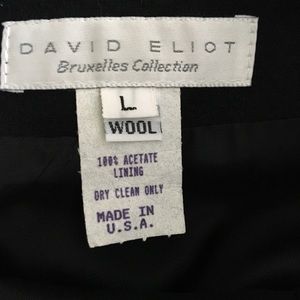 DAVID ELIOT
Bruxelles Collection
L
WOOL
100% ACETATE
LINING
DRY CLEAN ONLY
MADE IN
U.S.A.